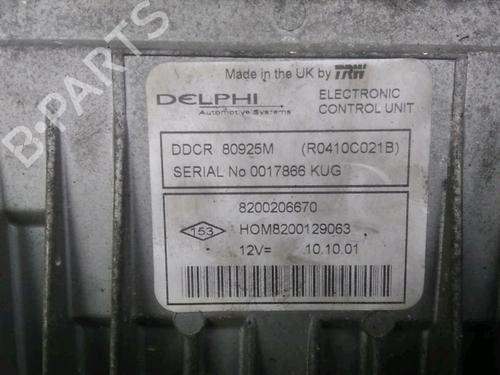 Made in the UK by TRW
DELPHI
Automotive Systems
ELECTRONIC
CONTROL UNIT
DDCR 80925M (R0410C021B)
SERIAL No 0017866 KUG
8200206670
153 HOM8200129063
12V= 10.10.01
B-PARTS